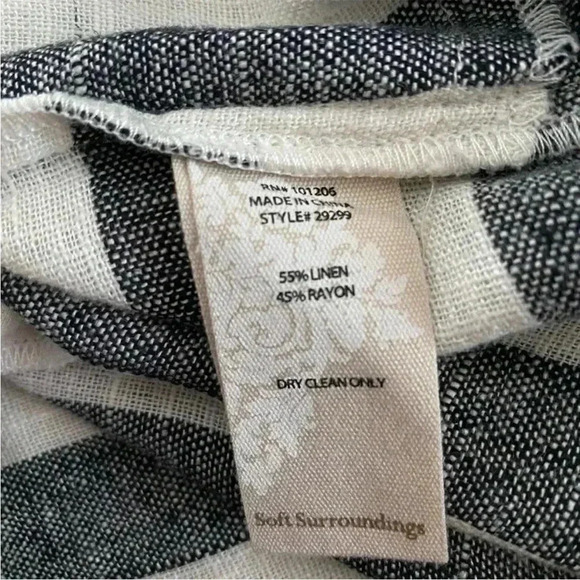 RN# 101206
MADE IN CHINA
STYLE# 29299
55% LINEN
45% RAYON
DRY CLEAN ONLY
Soft Surroundings